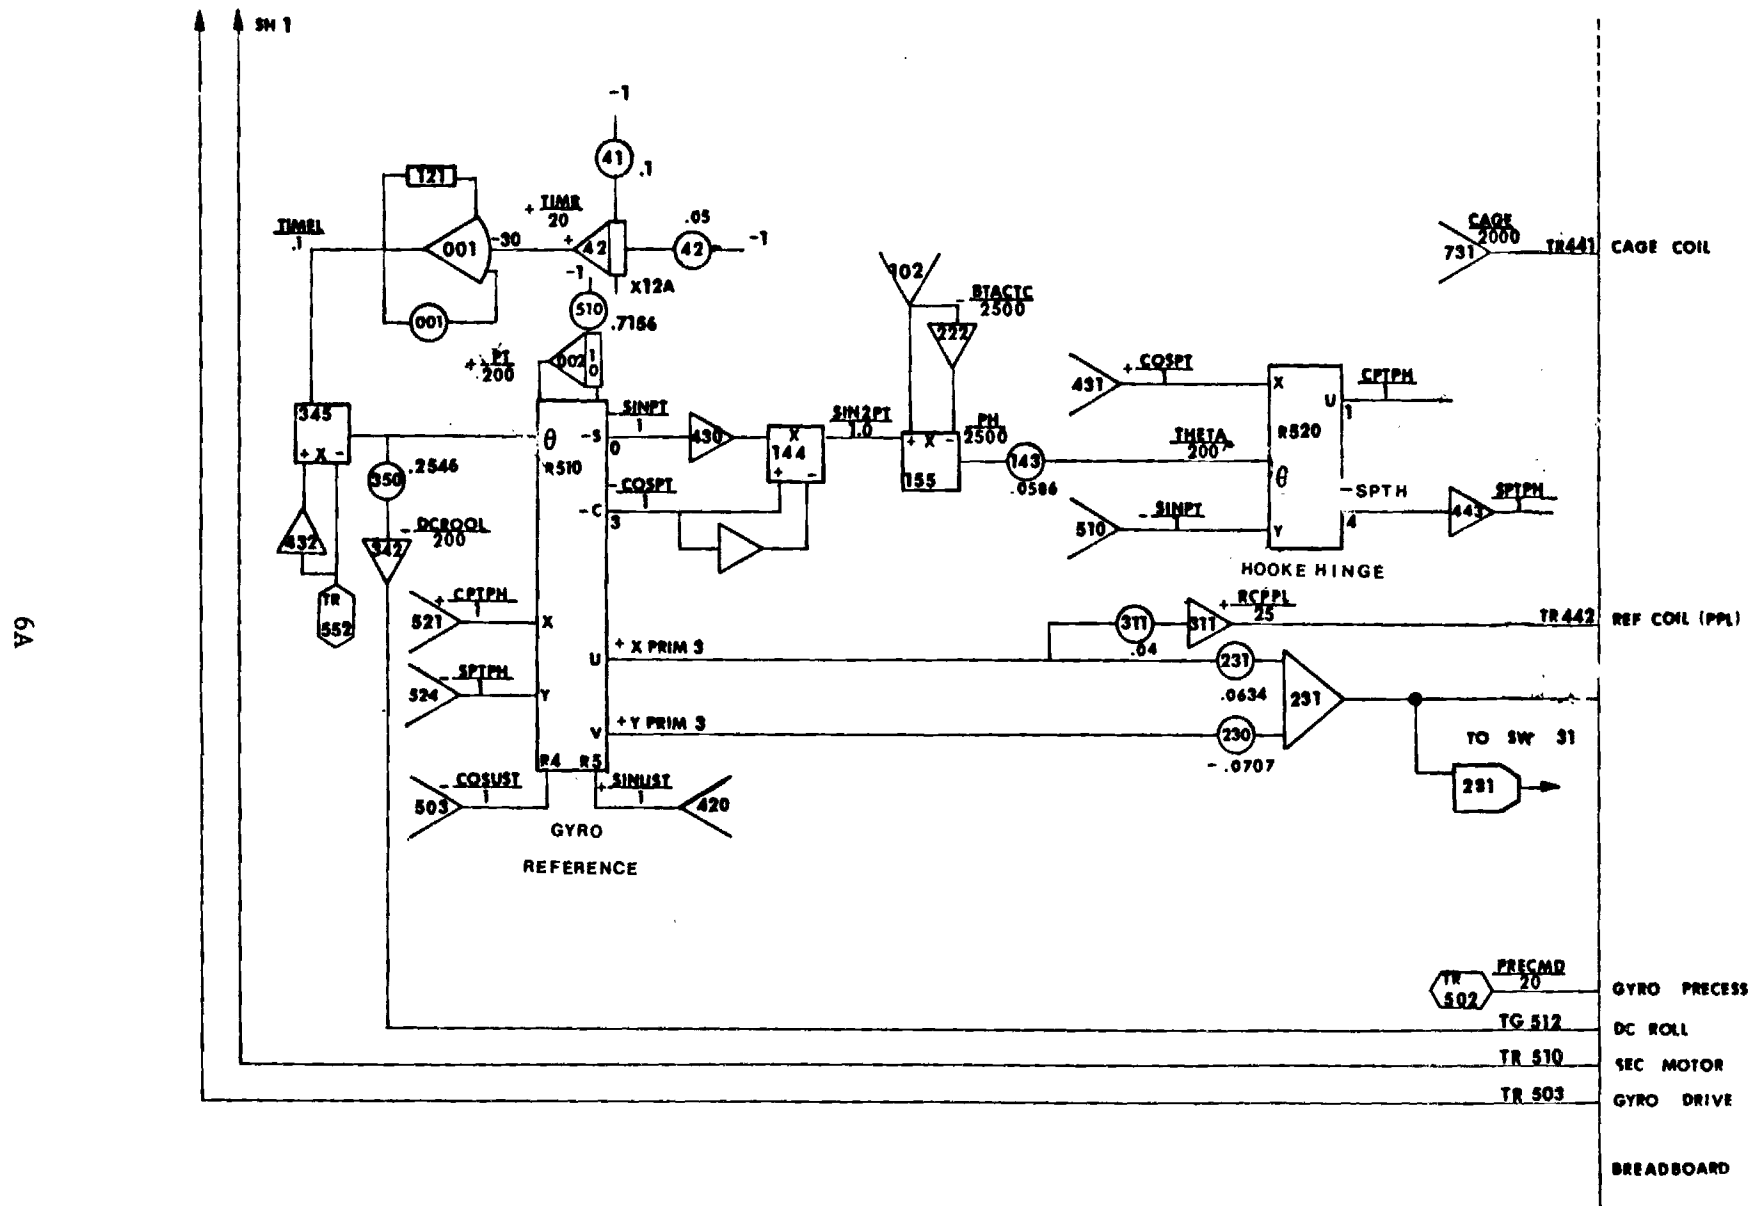 SH 1
-1
41
.1
121
+ TIMR
20
.05
TIMEL
.1
001
-30
+
42
42
-1
-1
X12A
CAGE
2000
731
TR441
CAGE COIL
102
- BTACTC
2500
222
001
510
.7156
PT
200
002
1
0
+ COSPT
1
431
X
CPTPH
1
U
1
R520
345
+ X -
θ
-S
SINPT
1
0
430
X
144
+ -
SIN2PT
1.0
+ X -
155
PH
2500
143
.0586
THETA
200
θ
.2546
350
R510
- COSPT
1
-C
3
-SPTH
4
443
SPTPH
1
510
- SINPT
1
Y
HOOKE HINGE
432
342
- DCROOL
200
TR
552
+ CPTPH
1
521
X
311
.04
311
+ RCPPL
25
TR442
REF COIL (PPL)
6A
U
+ X PRIM 3
231
.0634
- SPTPH
1
524
Y
231
V
+Y PRIM 3
230
-.0707
TO SW 31
R4 R5
281
- COSUST
1
503
+ SINUST
1
420
GYRO
REFERENCE
TR
502
PRECMD
20
GYRO PRECESS
TG 512
DC ROLL
TR 510
SEC MOTOR
TR 503
GYRO DRIVE
BREADBOARD